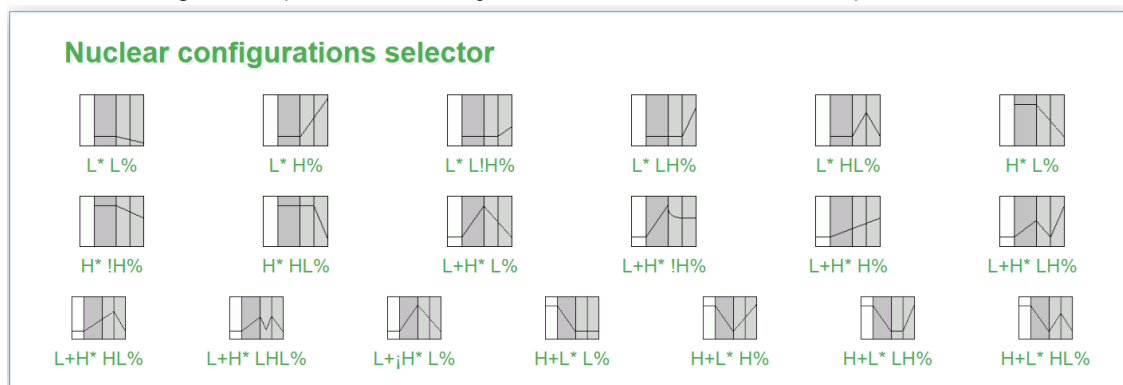 Nuclear configurations selector
L* L% L* H% L* L!H% L* LH% L* HL% H* L%
H* !H% H* HL% L+H* L% L+H* !H% L+H* H% L+H* LH%
L+H* HL% L+H* LHL% L+¡H* L% H+L* L% H+L* H% H+L* LH% H+L* HL%